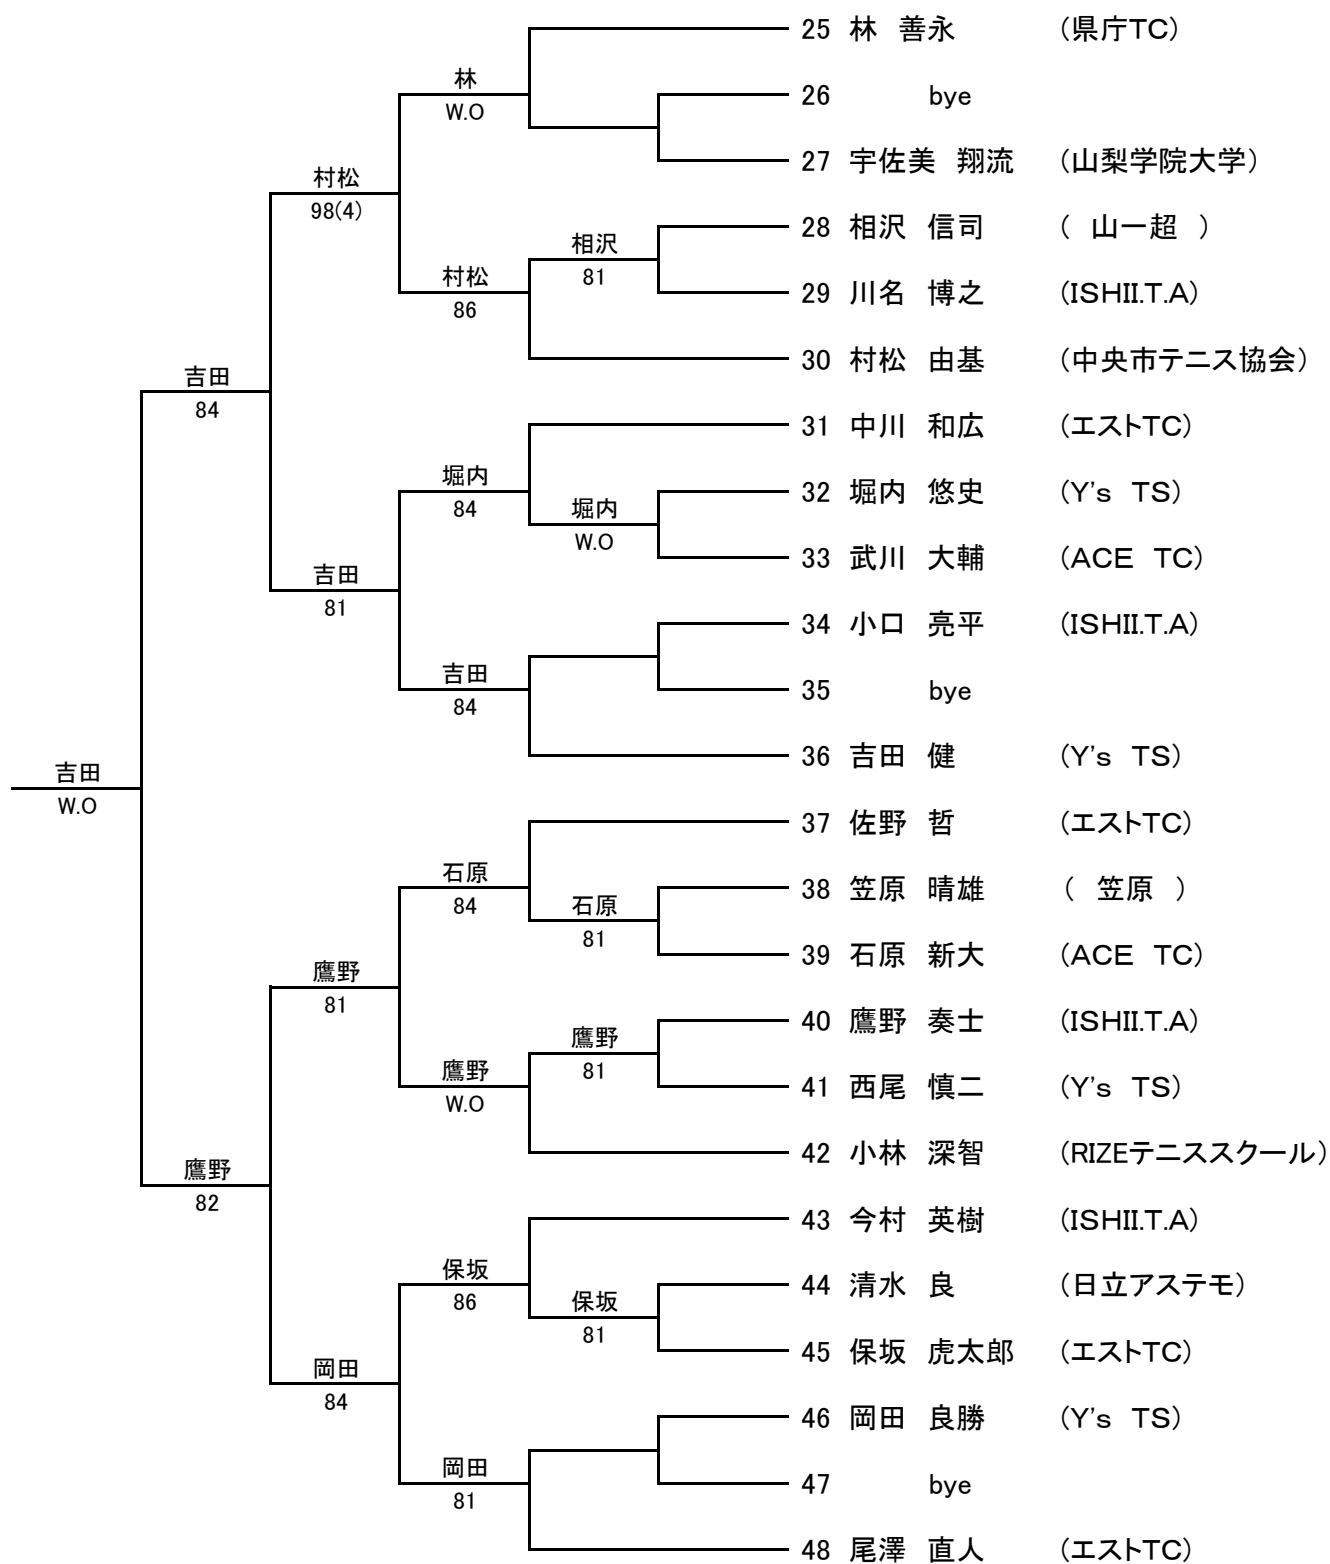 25 林 善永 (県庁TC)
林
W.O
26 bye
27 宇佐美 翔流 (山梨学院大学)
村松
98(4)
28 相沢 信司 ( 山一超 )
相沢
81
村松
86
29 川名 博之 (ISHII.T.A)
30 村松 由基 (中央市テニス協会)
吉田
84
31 中川 和広 (エストTC)
堀内
84
32 堀内 悠史 (Y's TS)
堀内
W.O
33 武川 大輔 (ACE TC)
吉田
81
34 小口 亮平 (ISHII.T.A)
吉田
84
35 bye
36 吉田 健 (Y's TS)
吉田
W.O
37 佐野 哲 (エストTC)
石原
84
38 笠原 晴雄 ( 笠原 )
石原
81
39 石原 新大 (ACE TC)
鷹野
81
40 鷹野 奏士 (ISHII.T.A)
鷹野
81
鷹野
W.O
41 西尾 慎二 (Y's TS)
42 小林 深智 (RIZEテニススクール)
鷹野
82
43 今村 英樹 (ISHII.T.A)
保坂
86
44 清水 良 (日立アステモ)
保坂
81
45 保坂 虎太郎 (エストTC)
岡田
84
46 岡田 良勝 (Y's TS)
岡田
81
47 bye
48 尾澤 直人 (エストTC)